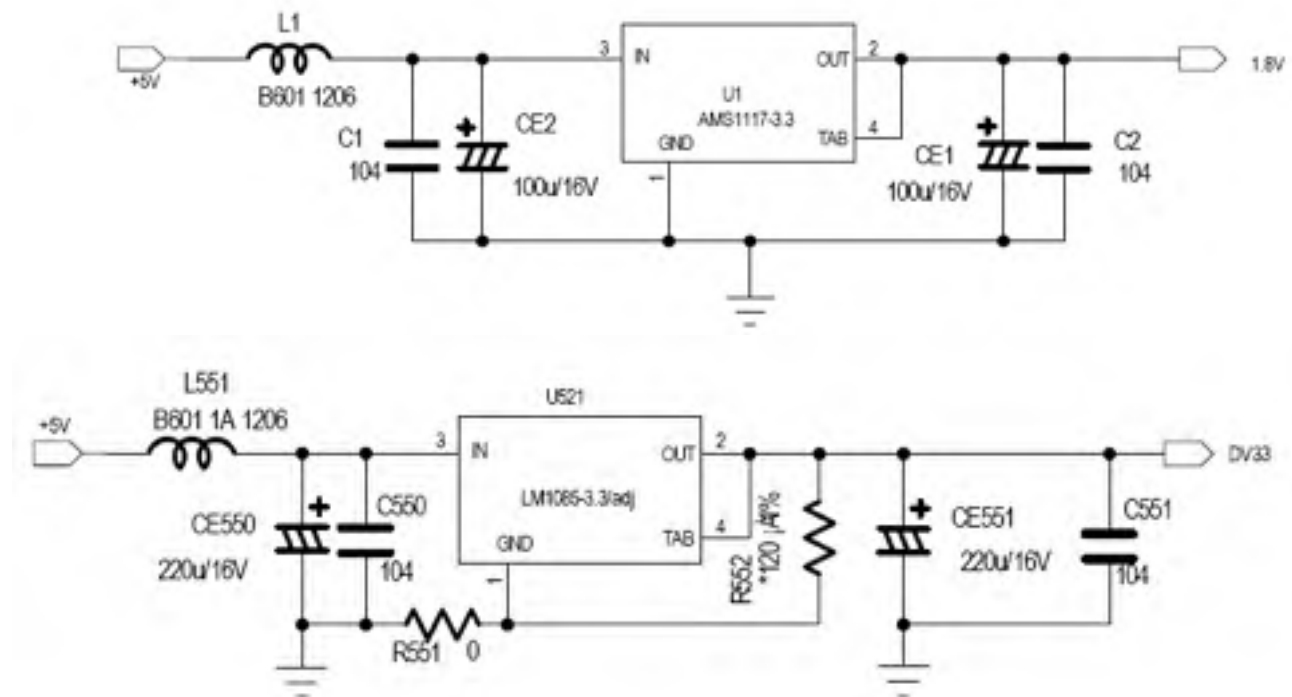 L1
+5V
B601 1206
3
IN
OUT
2
1.8V
U1
AMS1117-3.3
C1
104
CE2
100u/16V
GND
1
TAB
4
CE1
100u/16V
C2
104
L551
B601 1A 1206
+5V
U521
3
IN
OUT
2
DV33
CE550
220u/16V
C550
104
LM1085-3.3/adj
GND
1
TAB
4
R552
CE551
220u/16V
C551
104
R551
0